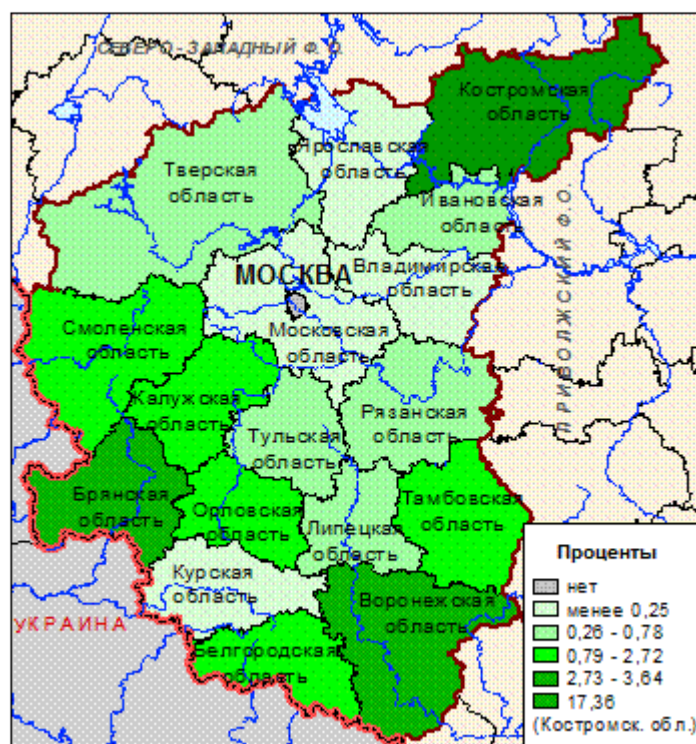 СЕВЕРО - ЗАПАДНЫЙ Ф. О.
Костромская
область
Ярославская
область
Тверская
область
Ивановская
область
ПРИВОЛЖСКИЙ Ф.О.
МОСКВА
Владимирская
область
Смоленская
область
Московская
область
Калужская
область
Рязанская
область
Тульская
область
Брянская
область
Орловская
область
Тамбовская
область
Липецкая
область
Курская
область
Воронежская
область
УКРАИНА
Белгородская
область
Проценты
нет
менее 0,25
0,26 - 0,78
0,79 - 2,72
2,73 - 3,64
17,36
(Костромск. обл.)